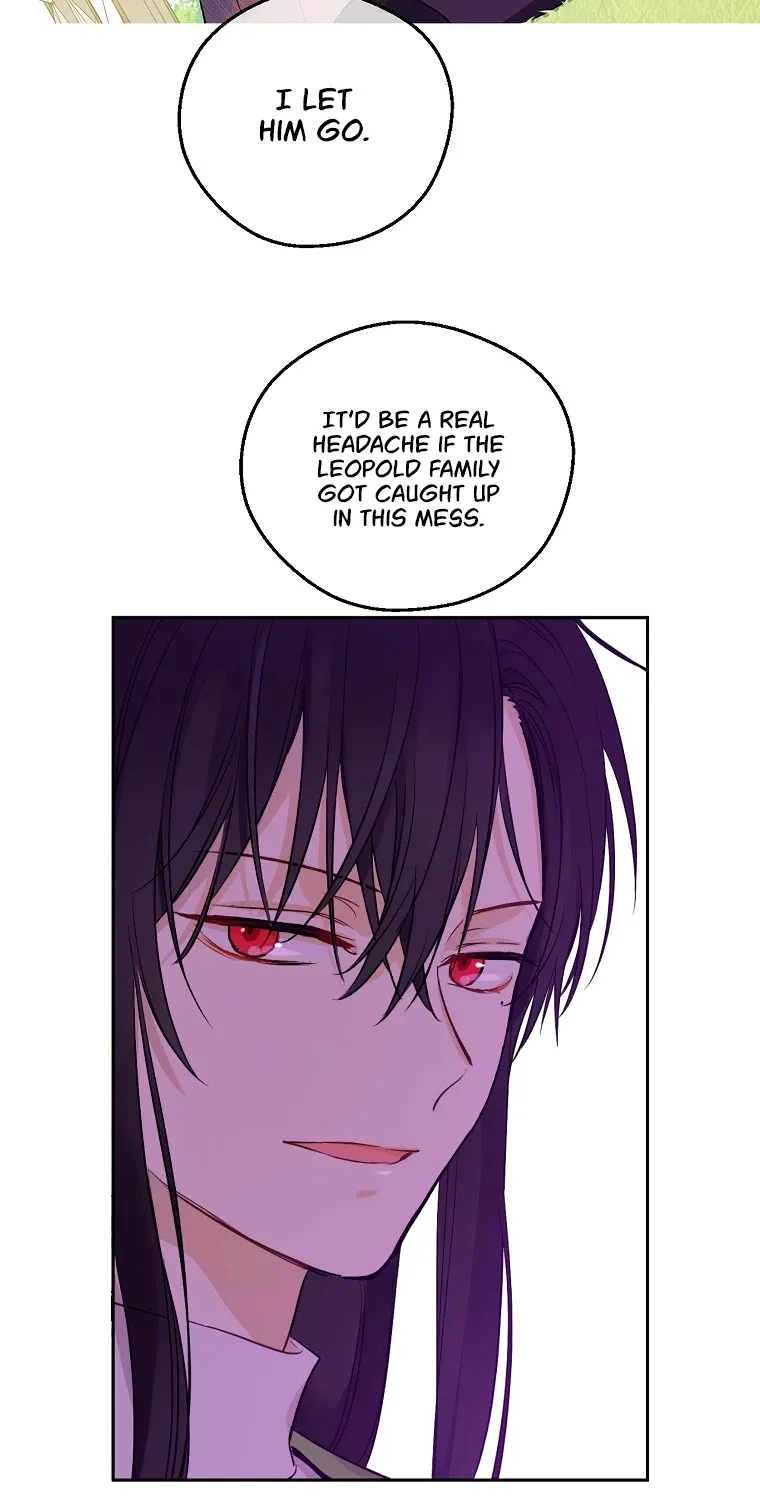 I LET
HIM GO.
IT'D BE A REAL
HEADACHE IF THE
LEOPOLD FAMILY
GOT CAUGHT UP
IN THIS MESS.